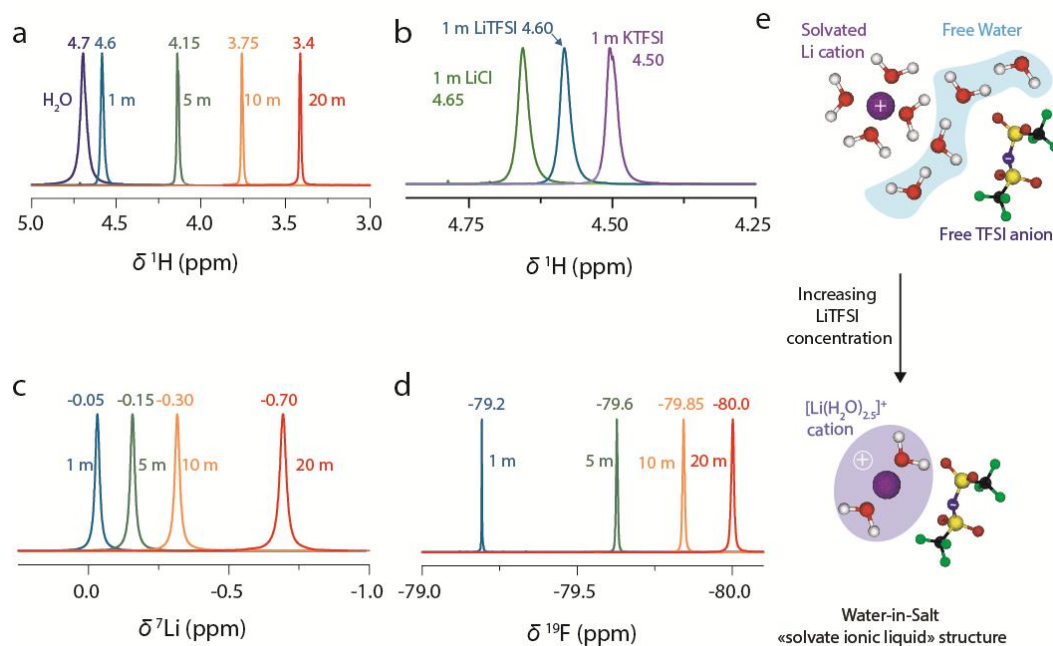 a
4.7 4.6 4.15 3.75 3.4
H₂O 1 m 5 m 10 m 20 m
5.0 4.5 4.0 3.5 3.0
δ ¹H (ppm)
b
1 m LiTFSI 4.60
1 m KTFSI
4.50
1 m LiCl
4.65
4.75 4.50 4.25
δ ¹H (ppm)
c
-0.05 -0.15 -0.30 -0.70
1 m 5 m 10 m 20 m
0.0 -0.5 -1.0
δ ⁷Li (ppm)
d
-79.2 -79.6 -79.85 -80.0
1 m 5 m 10 m 20 m
-79.0 -79.5 -80.0
δ ¹⁹F (ppm)
e
Solvated
Li cation
Free Water
+
-
Free TFSI anion
Increasing
LiTFSI
concentration
[Li(H₂O)₂.₅]⁺
cation
+
-
Water-in-Salt
«solvate ionic liquid» structure